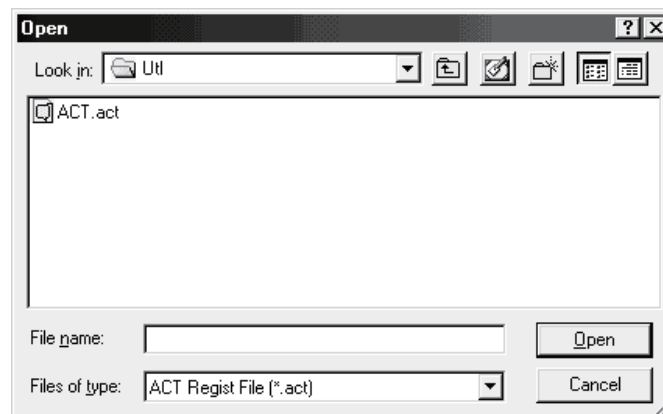 Open
Look in: Utl
ACT.act
File name: Open
Files of type: ACT Regist File (*.act) Cancel